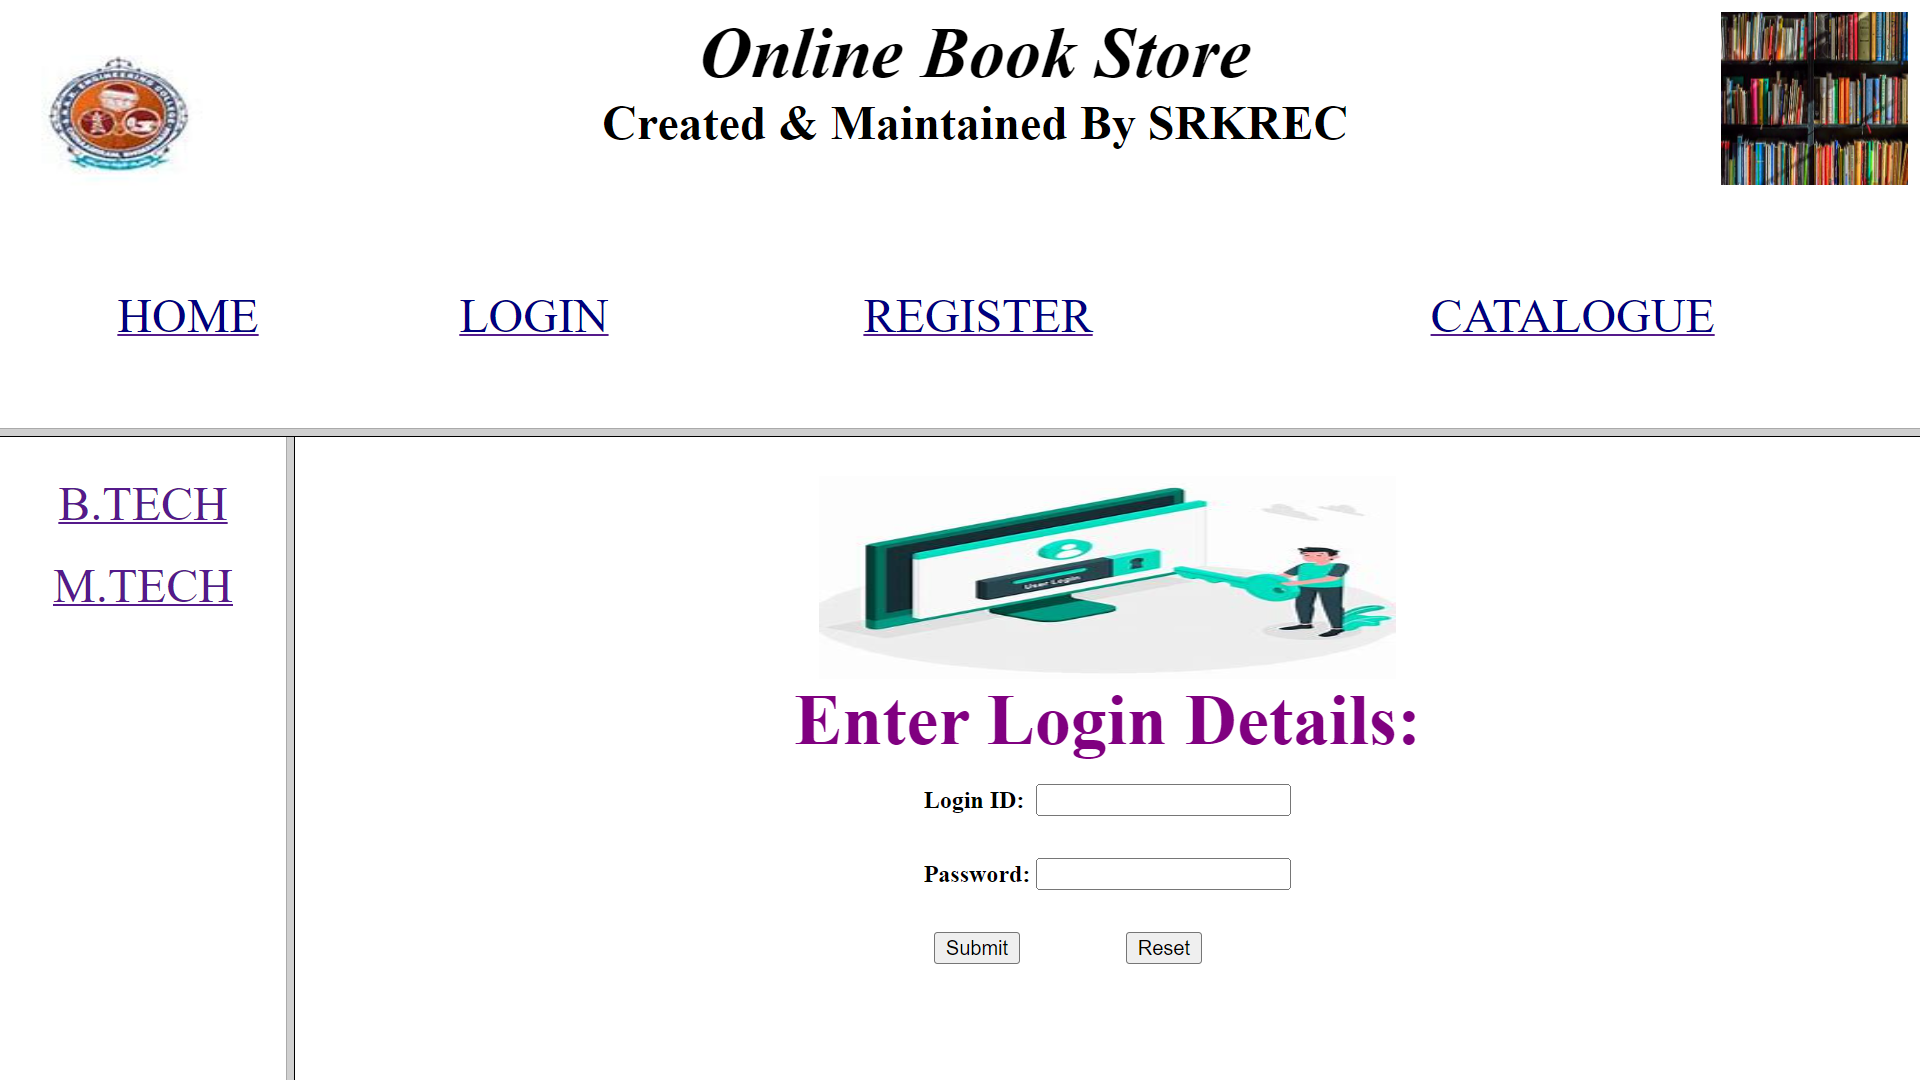 Online Book Store
Created & Maintained By SRKREC
HOME LOGIN REGISTER CATALOGUE
B.TECH
M.TECH
User Login
Enter Login Details:
Login ID:
Password:
Submit Reset